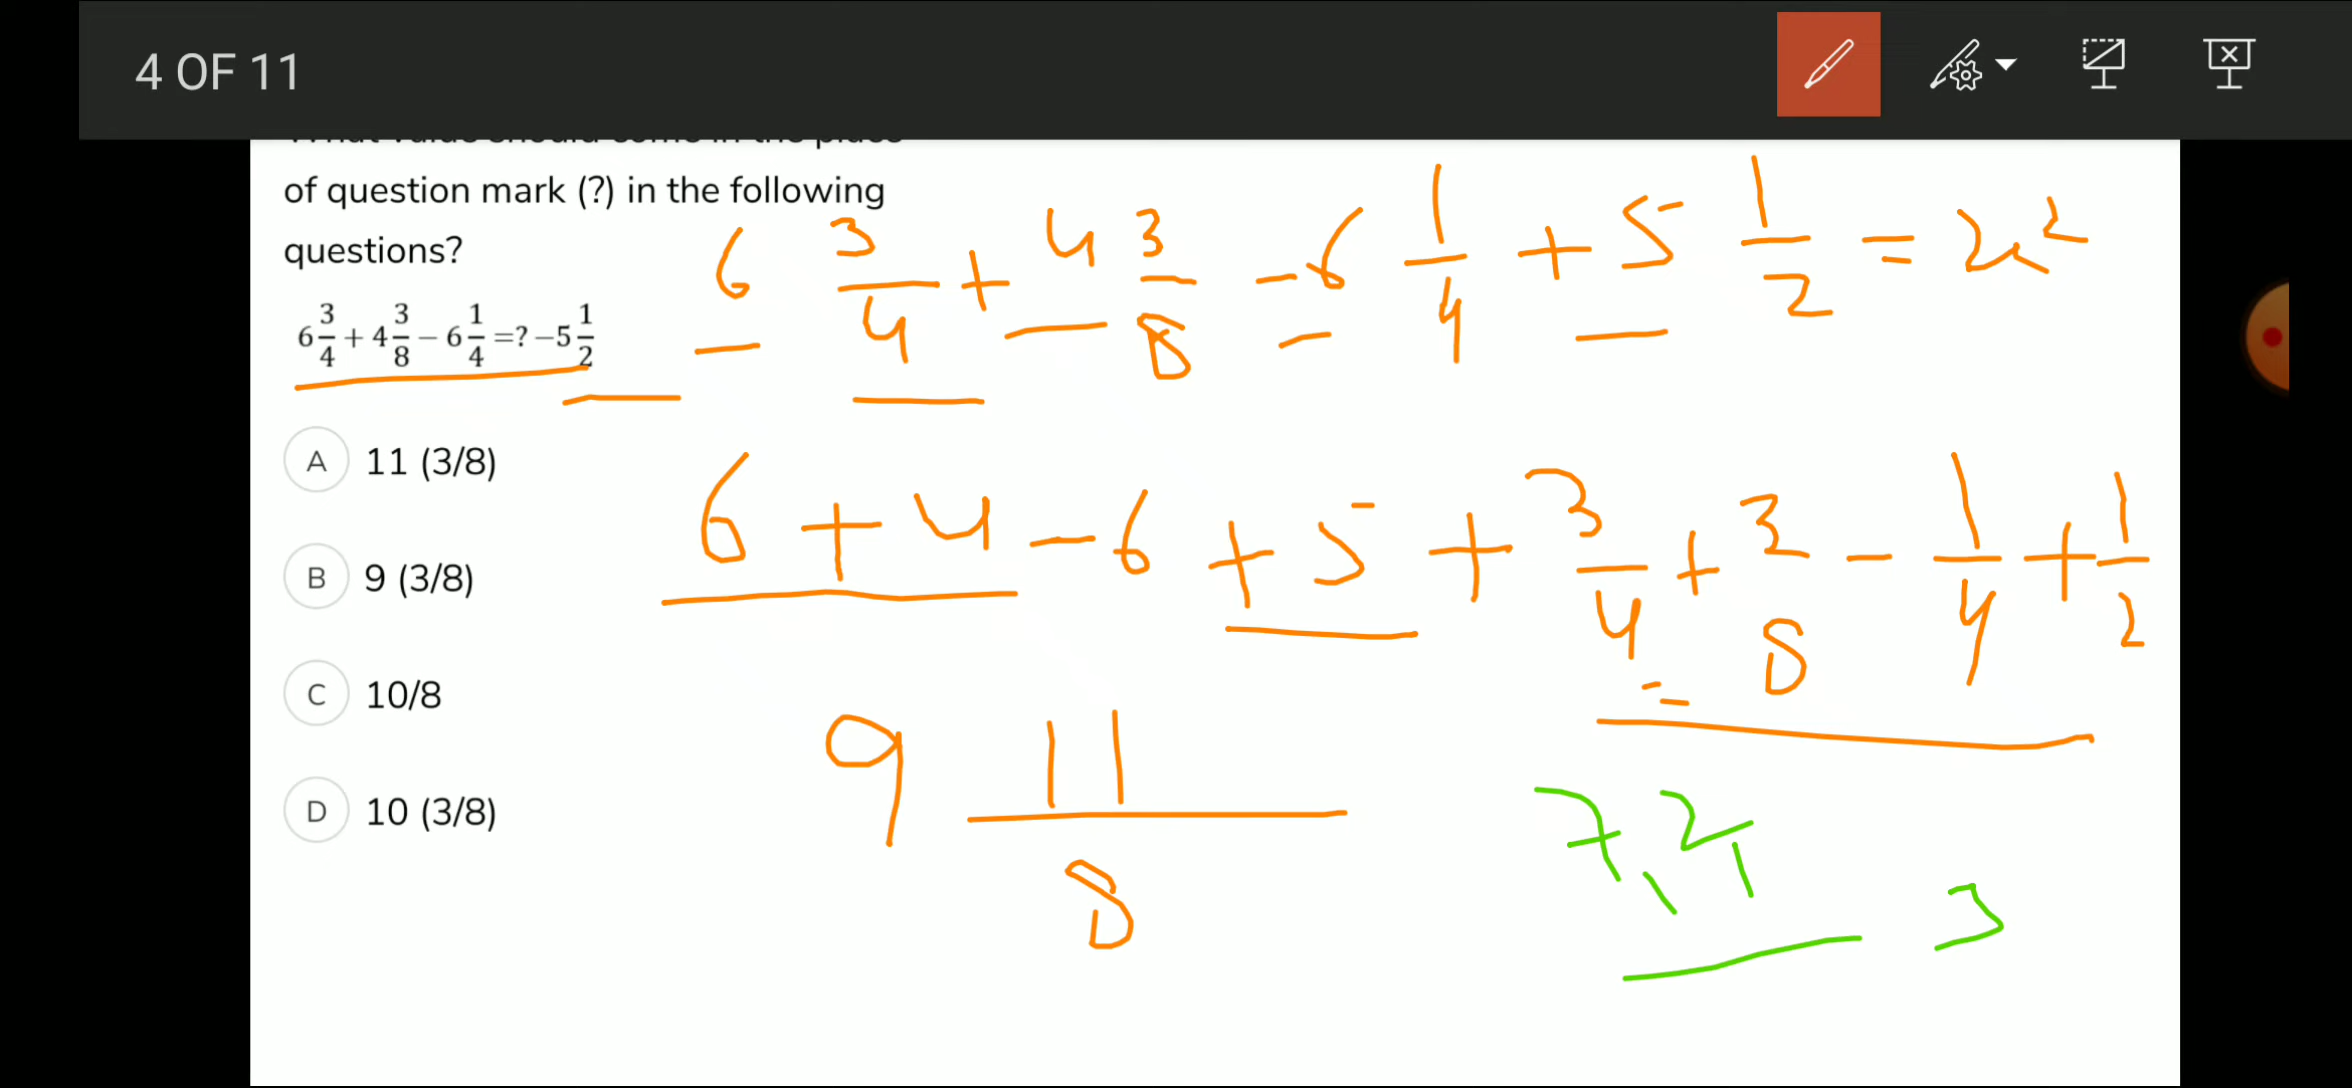 4 OF 11
of question mark (?) in the following
questions?
6 3/4 + 4 3/8 − 6 1/4 =? −5 1/2
A 11 (3/8)
B 9 (3/8)
C 10/8
D 10 (3/8)
6 3/4 + 4 3/8 - 6 1/4 + 5 1/2 =
6 + 4 - 6 + 5 + 3/4 + 3/8 - 1/4 + 1/2
9 11/8